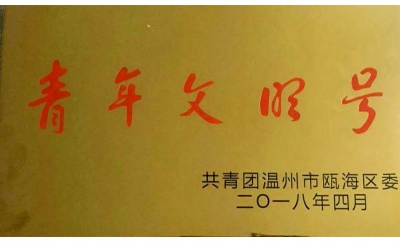 青年文明号
共青团温州市瓯海区委
二〇一八年四月